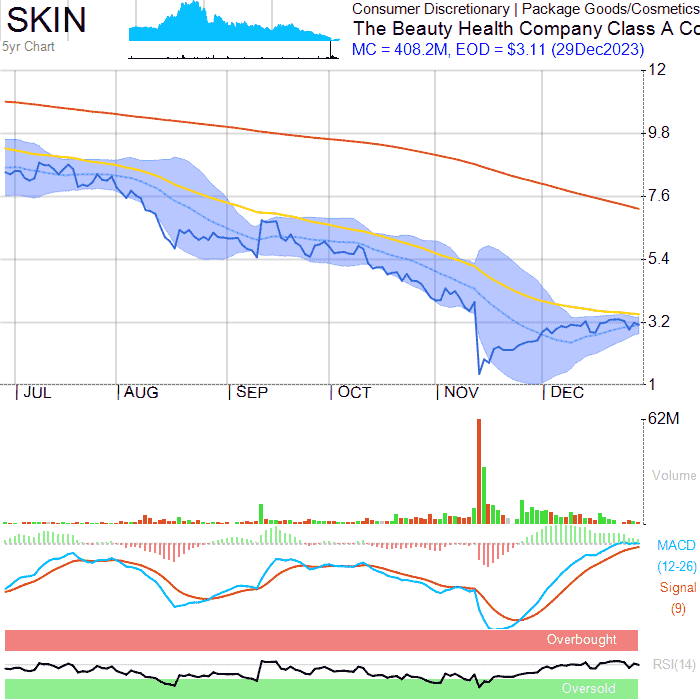 SKIN
5yr Chart
Consumer Discretionary | Package Goods/Cosmetics
The Beauty Health Company Class A Co
MC = 408.2M, EOD = $3.11 (29Dec2023)
12
9.8
7.6
5.4
3.2
1
JUL AUG SEP OCT NOV DEC
62M
Volume
MACD
(12-26)
Signal
(9)
Overbought
RSI(14)
Oversold